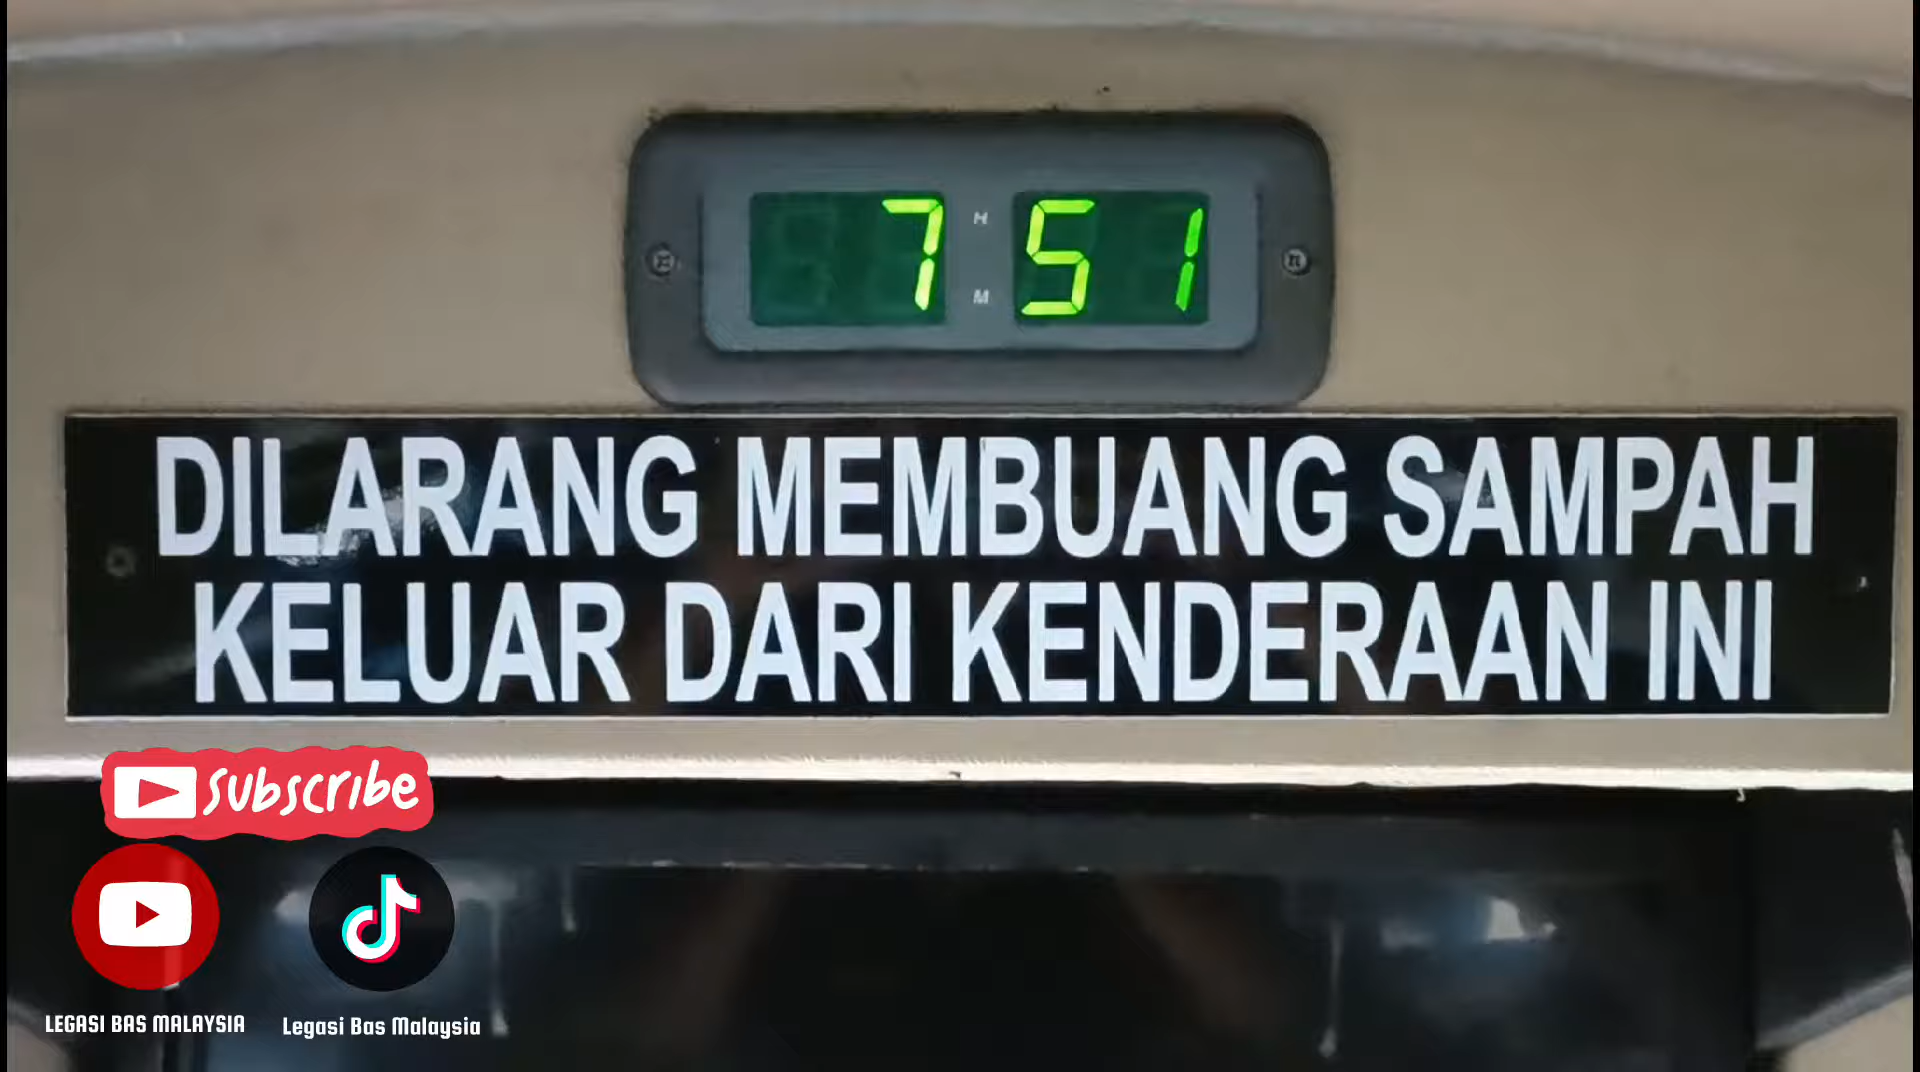 7 51
H
M
DILARANG MEMBUANG SAMPAH
KELUAR DARI KENDERAAN INI
Subscribe
LEGASI BAS MALAYSIA
Legasi Bas Malaysia